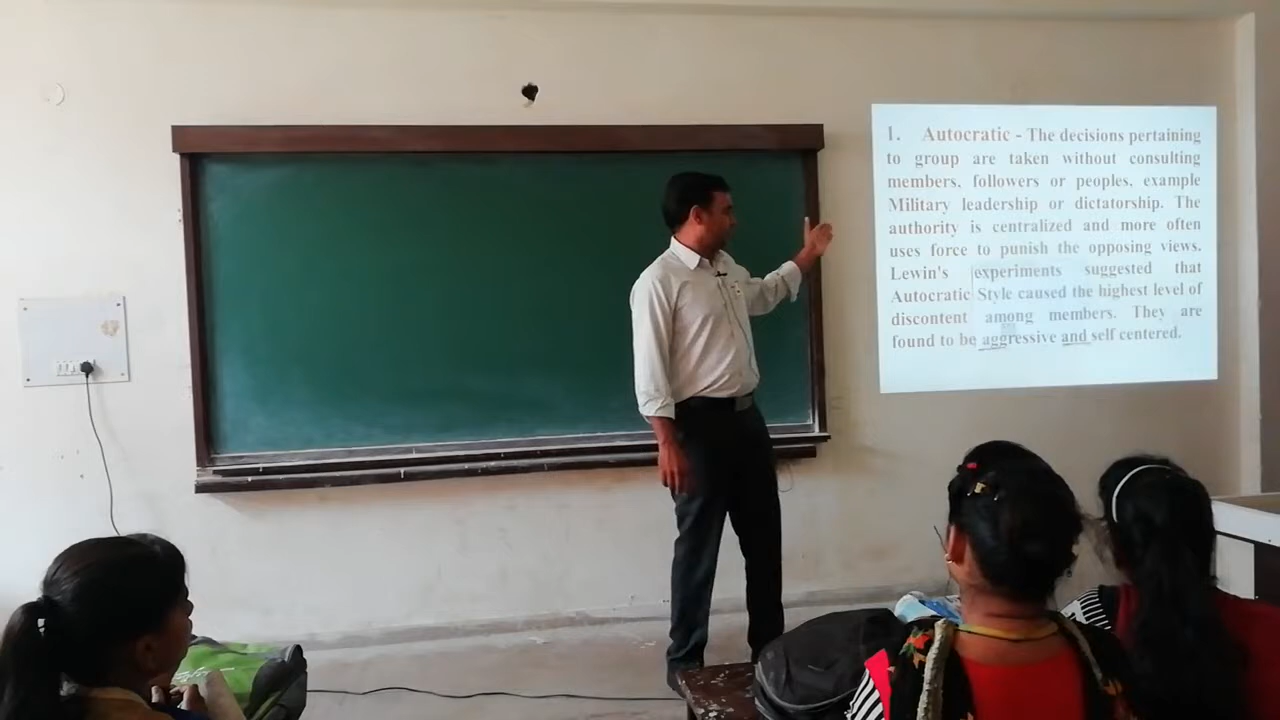 1. Autocratic - The decisions pertaining
to group are taken without consulting
members. followers or peoples. example
Military leadership or dictatorship. The
authority is centralized and more often
uses force to punish the opposing views.
Lewin's experiments suggested that
Autocratic Style caused the highest level of
discontent among members. They are
found to be aggressive and self centered.